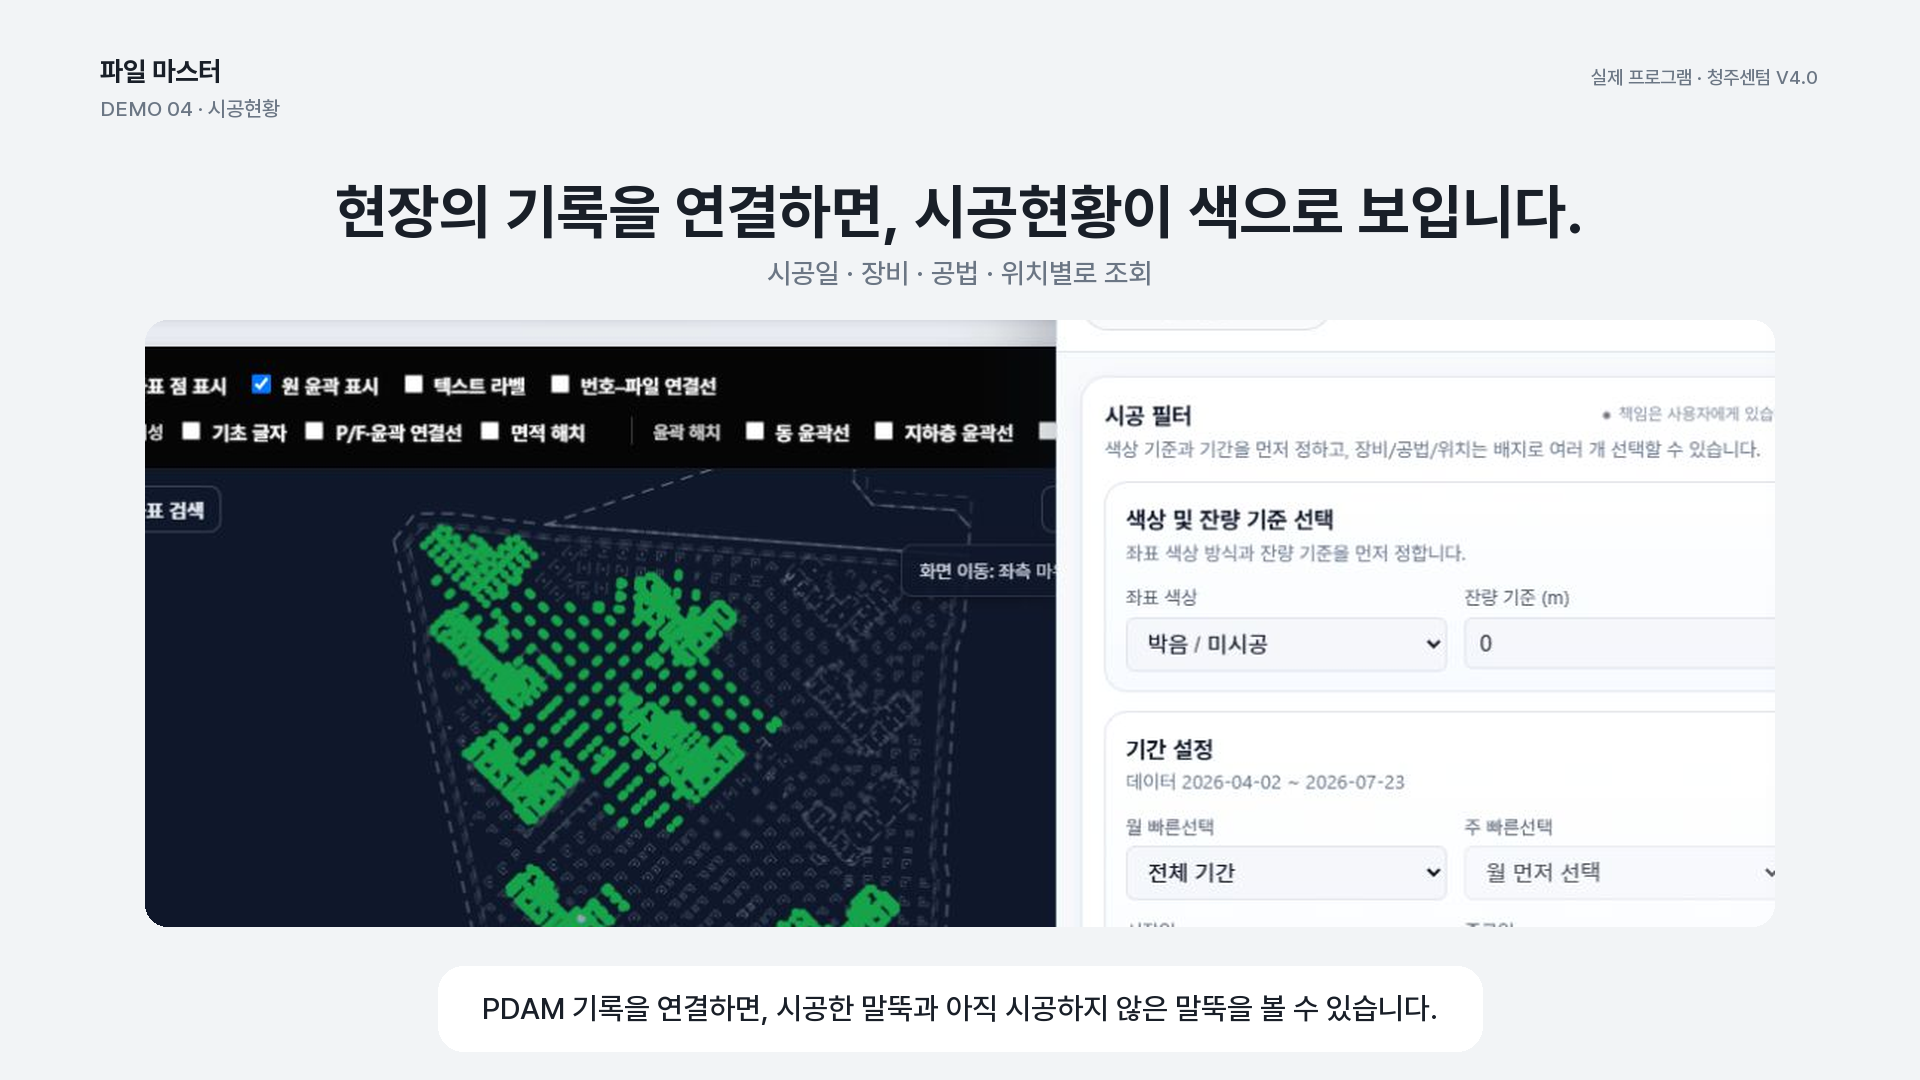 파일 마스터
DEMO 04 · 시공현황
실제 프로그램 · 청주센텀 V4.0
현장의 기록을 연결하면, 시공현황이 색으로 보입니다.
시공일 · 장비 · 공법 · 위치별로 조회
표 점 표시 원 윤곽 표시 텍스트 라벨 번호–파일 연결선
성 기초 글자 P/F-윤곽 연결선 면적 해치 윤곽 해치 동 윤곽선 지하층 윤곽선
표 검색
화면 이동: 좌측 마
시공 필터
● 책임은 사용자에게 있습
색상 기준과 기간을 먼저 정하고, 장비/공법/위치는 배지로 여러 개 선택할 수 있습니다.
색상 및 잔량 기준 선택
좌표 색상 방식과 잔량 기준을 먼저 정합니다.
좌표 색상 잔량 기준 (m)
박음 / 미시공 0
기간 설정
데이터 2026-04-02 ~ 2026-07-23
월 빠른선택 주 빠른선택
전체 기간 월 먼저 선택
PDAM 기록을 연결하면, 시공한 말뚝과 아직 시공하지 않은 말뚝을 볼 수 있습니다.